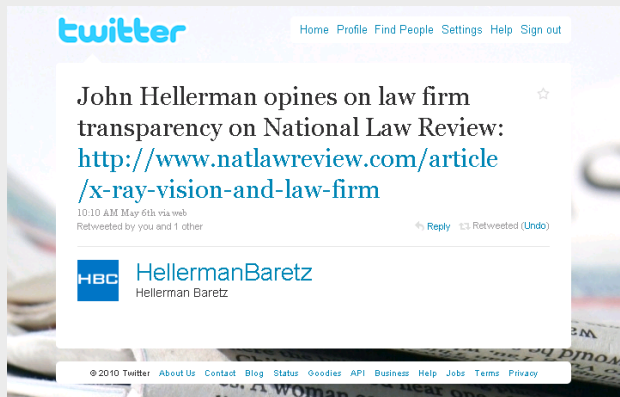 twitter
Home Profile Find People Settings Help Sign out
John Hellerman opines on law firm
transparency on National Law Review:
http://www.natlawreview.com/article
/x-ray-vision-and-law-firm
10:10 AM May 6th via web
Retweeted by you and 1 other
Reply Retweeted (Undo)
HBC
HellermanBaretz
Hellerman Baretz
© 2010 Twitter About Us Contact Blog Status Goodies API Business Help Jobs Terms Privacy
A woman